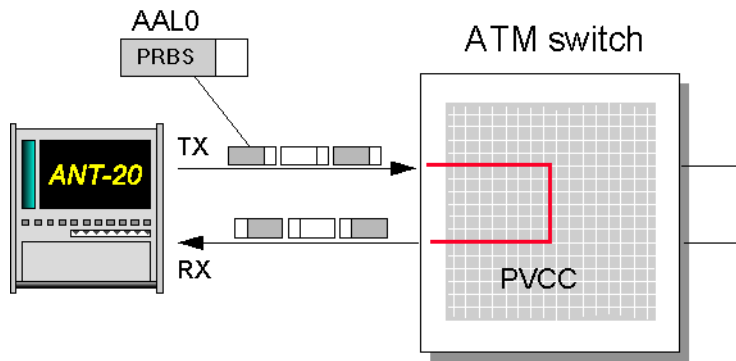 AAL0
PRBS
ATM switch
TX
ANT-20
RX
PVCC